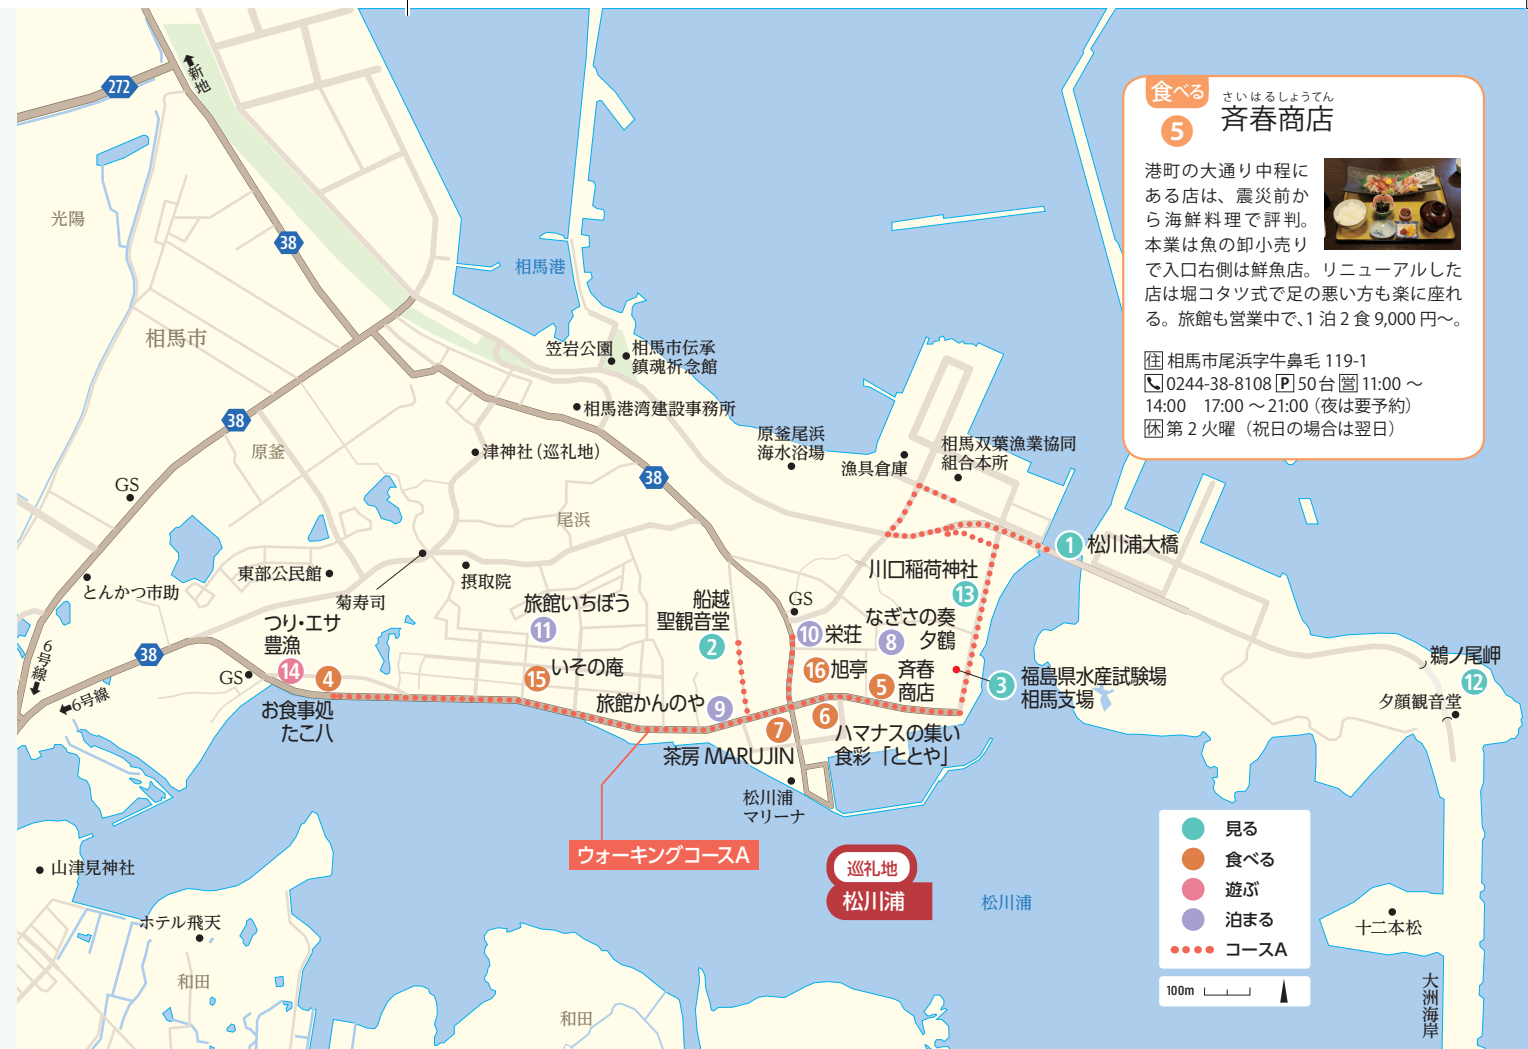 272
新地
光陽
38
相馬港
相馬市
38
原釜
GS
笠岩公園
相馬市伝承
鎮魂祈念館
相馬港湾建設事務所
津神社（巡礼地）
38
原釜尾浜
海水浴場
漁具倉庫
相馬双葉漁業協同
組合本所
尾浜
とんかつ市助
東部公民館
菊寿司
摂取院
6号線
38
6号線
GS
つり・エサ
豊漁
14
4
お食事処
たこ八
旅館いちぼう
11
15
いその庵
旅館かんのや
9
船越
聖観音堂
2
GS
10
栄荘
16
旭亭
なぎさの奏
8
夕鶴
川口稲荷神社
13
5
斉春
商店
6
ハマナスの集い
食彩「ととや」
7
茶房 MARUJIN
松川浦
マリーナ
1
松川浦大橋
3
福島県水産試験場
相馬支場
鵜ノ尾岬
12
夕顔観音堂
ウォーキングコースA
巡礼地
松川浦
松川浦
山津見神社
ホテル飛天
和田
和田
十二本松
大洲海岸
食べる
5
さいはるしょうてん
斉春商店
港町の大通り中程に
ある店は、震災前か
ら海鮮料理で評判。
本業は魚の卸小売り
で入口右側は鮮魚店。リニューアルした
店は堀コタツ式で足の悪い方も楽に座れ
る。旅館も営業中で、1 泊 2 食 9,000 円〜。
住 相馬市尾浜字牛鼻毛 119-1
0244-38-8108 P 50 台 営 11:00 〜
14:00　17:00 〜 21:00（夜は要予約）
休 第 2 火曜（祝日の場合は翌日）
見る
食べる
遊ぶ
泊まる
コースA
100m